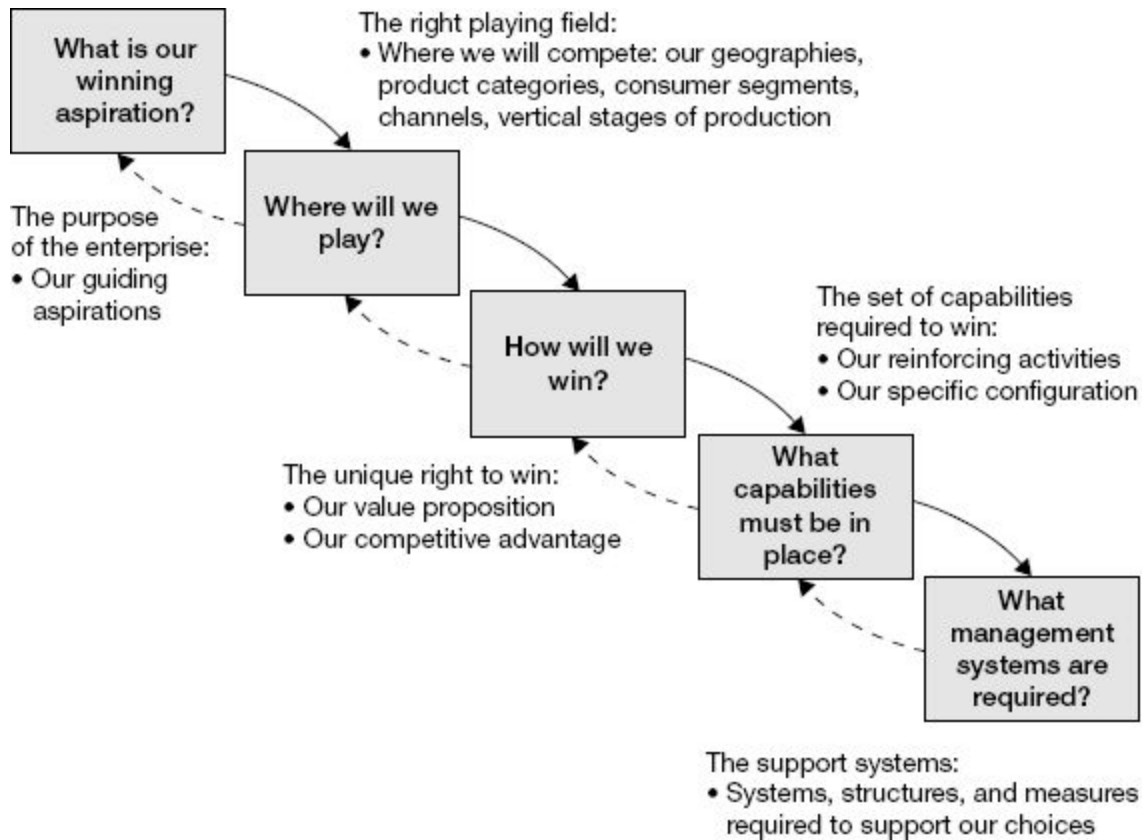 What is our
winning
aspiration?
The right playing field:
• Where we will compete: our geographies,
product categories, consumer segments,
channels, vertical stages of production
The purpose
of the enterprise:
• Our guiding
aspirations
Where will we
play?
How will we
win?
The unique right to win:
• Our value proposition
• Our competitive advantage
The set of capabilities
required to win:
• Our reinforcing activities
• Our specific configuration
What
capabilities
must be in
place?
What
management
systems are
required?
The support systems:
• Systems, structures, and measures
required to support our choices